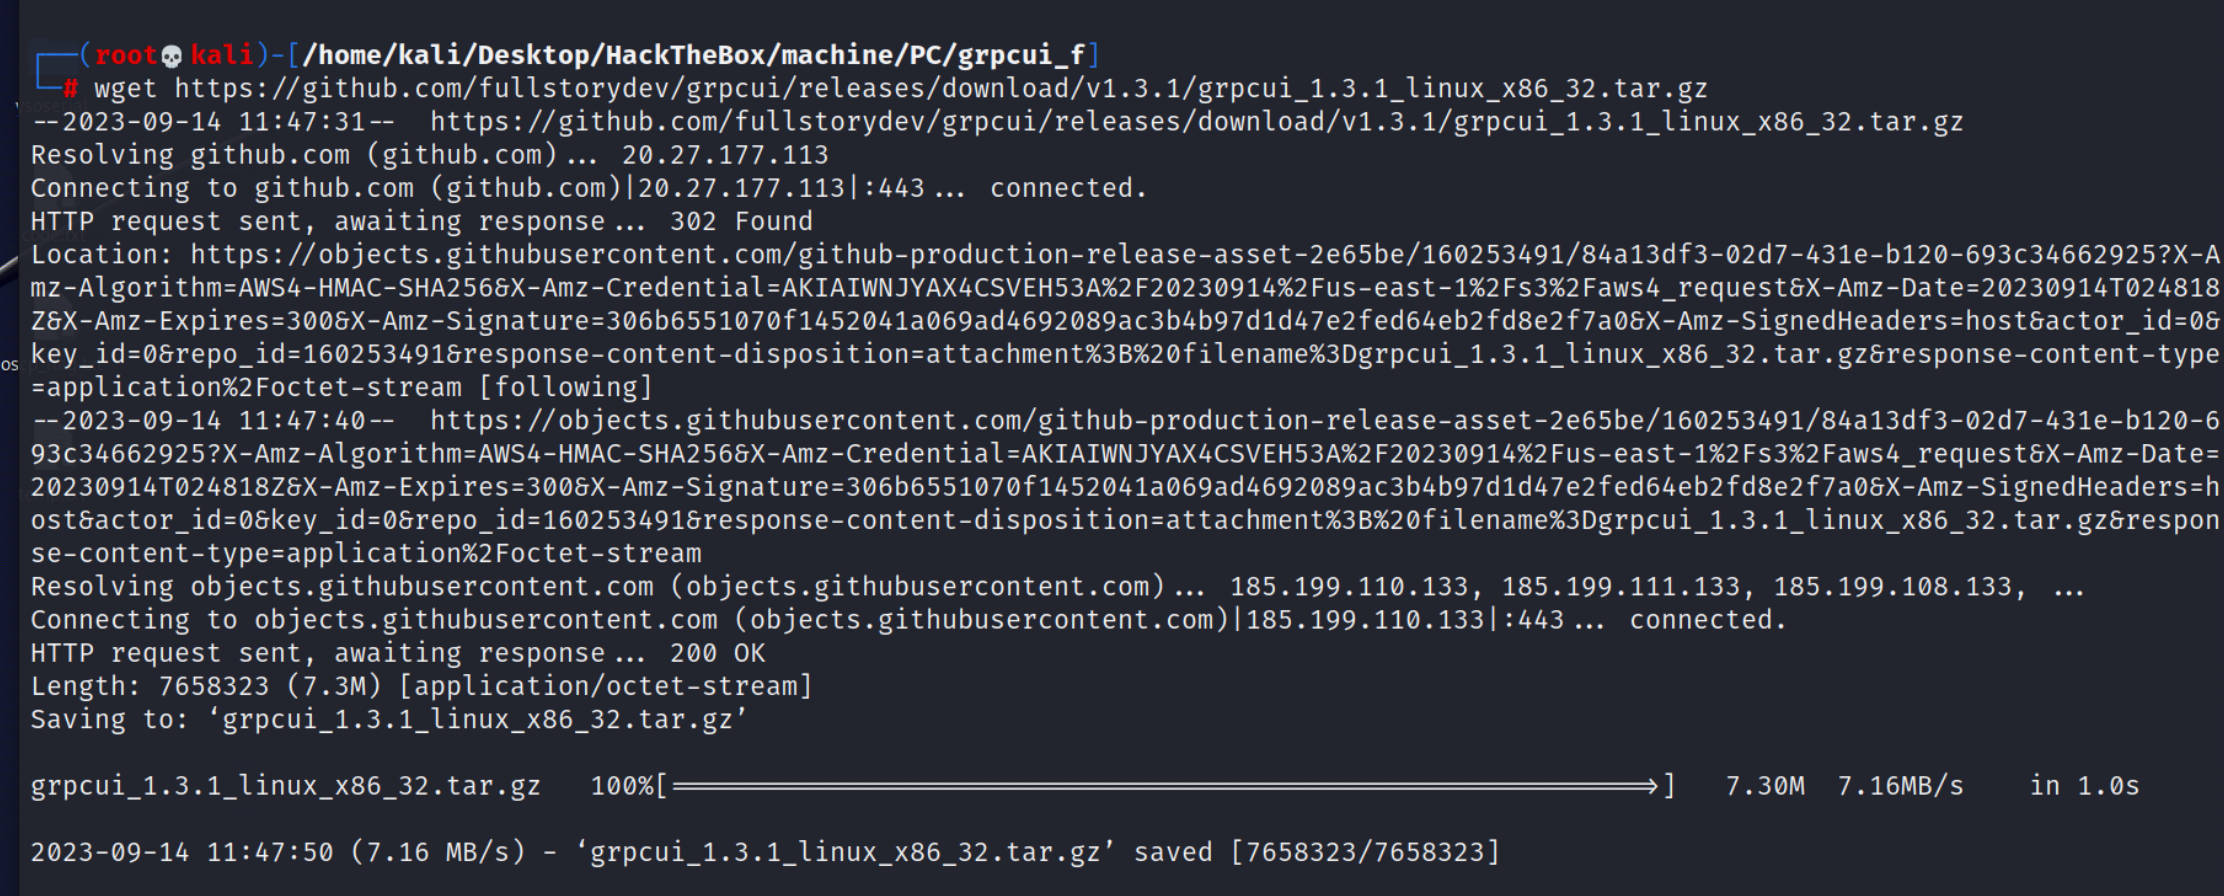 ┌──(root💀kali)-[/home/kali/Desktop/HackTheBox/machine/PC/grpcui_f]
└─# wget https://github.com/fullstorydev/grpcui/releases/download/v1.3.1/grpcui_1.3.1_linux_x86_32.tar.gz
--2023-09-14 11:47:31--  https://github.com/fullstorydev/grpcui/releases/download/v1.3.1/grpcui_1.3.1_linux_x86_32.tar.gz
Resolving github.com (github.com)... 20.27.177.113
Connecting to github.com (github.com)|20.27.177.113|:443... connected.
HTTP request sent, awaiting response... 302 Found
Location: https://objects.githubusercontent.com/github-production-release-asset-2e65be/160253491/84a13df3-02d7-431e-b120-693c34662925?X-A
mz-Algorithm=AWS4-HMAC-SHA256&X-Amz-Credential=AKIAIWNJYAX4CSVEH53A%2F20230914%2Fus-east-1%2Fs3%2Faws4_request&X-Amz-Date=20230914T024818
Z&X-Amz-Expires=300&X-Amz-Signature=306b6551070f1452041a069ad4692089ac3b4b97d1d47e2fed64eb2fd8e2f7a0&X-Amz-SignedHeaders=host&actor_id=0&
key_id=0&repo_id=160253491&response-content-disposition=attachment%3B%20filename%3Dgrpcui_1.3.1_linux_x86_32.tar.gz&response-content-type
=application%2Foctet-stream [following]
--2023-09-14 11:47:40--  https://objects.githubusercontent.com/github-production-release-asset-2e65be/160253491/84a13df3-02d7-431e-b120-6
93c34662925?X-Amz-Algorithm=AWS4-HMAC-SHA256&X-Amz-Credential=AKIAIWNJYAX4CSVEH53A%2F20230914%2Fus-east-1%2Fs3%2Faws4_request&X-Amz-Date=
20230914T024818Z&X-Amz-Expires=300&X-Amz-Signature=306b6551070f1452041a069ad4692089ac3b4b97d1d47e2fed64eb2fd8e2f7a0&X-Amz-SignedHeaders=h
ost&actor_id=0&key_id=0&repo_id=160253491&response-content-disposition=attachment%3B%20filename%3Dgrpcui_1.3.1_linux_x86_32.tar.gz&respon
se-content-type=application%2Foctet-stream
Resolving objects.githubusercontent.com (objects.githubusercontent.com)... 185.199.110.133, 185.199.111.133, 185.199.108.133, ...
Connecting to objects.githubusercontent.com (objects.githubusercontent.com)|185.199.110.133|:443... connected.
HTTP request sent, awaiting response... 200 OK
Length: 7658323 (7.3M) [application/octet-stream]
Saving to: ‘grpcui_1.3.1_linux_x86_32.tar.gz’
grpcui_1.3.1_linux_x86_32.tar.gz   100%[============================================================>]   7.30M  7.16MB/s    in 1.0s
2023-09-14 11:47:50 (7.16 MB/s) - ‘grpcui_1.3.1_linux_x86_32.tar.gz’ saved [7658323/7658323]